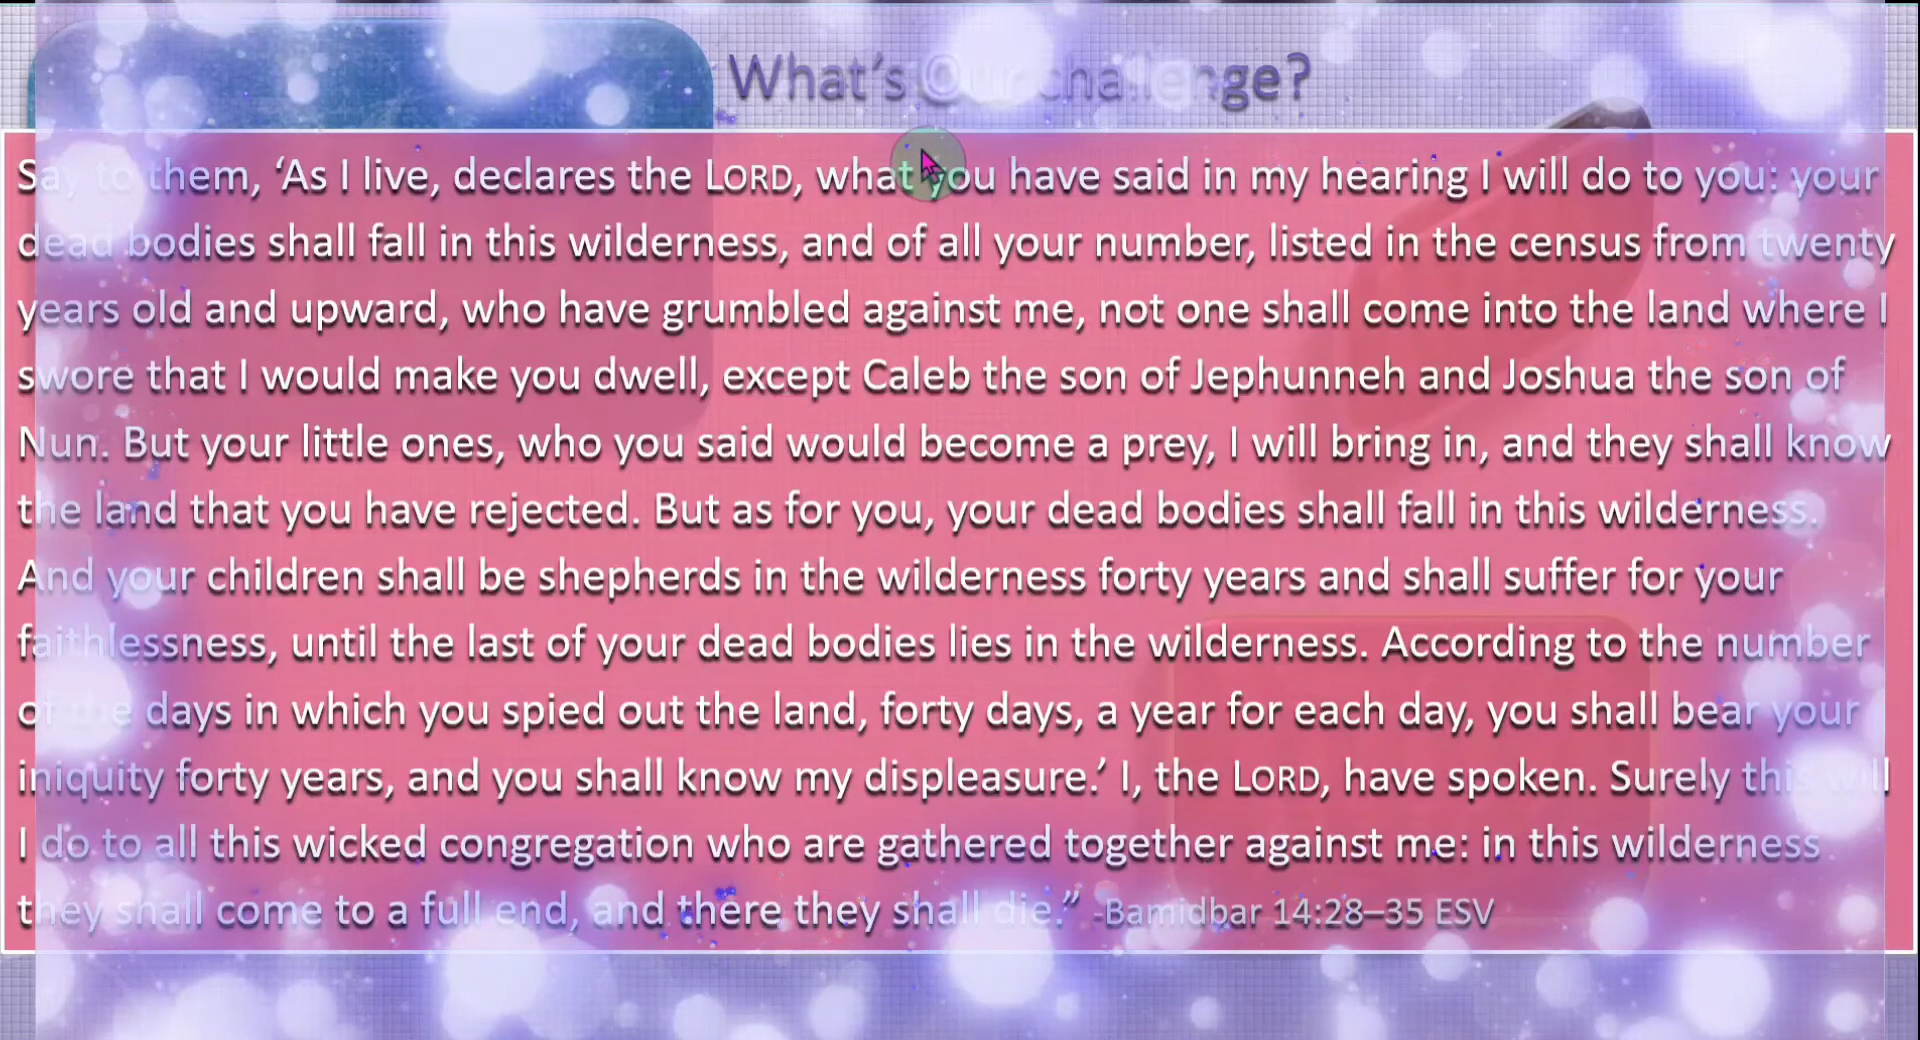 What's Our challenge?
Say to them, ‘As I live, declares the LORD, what you have said in my hearing I will do to you: your
dead bodies shall fall in this wilderness, and of all your number, listed in the census from twenty
years old and upward, who have grumbled against me, not one shall come into the land where I
swore that I would make you dwell, except Caleb the son of Jephunneh and Joshua the son of
Nun. But your little ones, who you said would become a prey, I will bring in, and they shall know
the land that you have rejected. But as for you, your dead bodies shall fall in this wilderness.
And your children shall be shepherds in the wilderness forty years and shall suffer for your
faithlessness, until the last of your dead bodies lies in the wilderness. According to the number
of the days in which you spied out the land, forty days, a year for each day, you shall bear your
iniquity forty years, and you shall know my displeasure.’ I, the LORD, have spoken. Surely this will
I do to all this wicked congregation who are gathered together against me: in this wilderness
they shall come to a full end, and there they shall die.” -Bamidbar 14:28–35 ESV